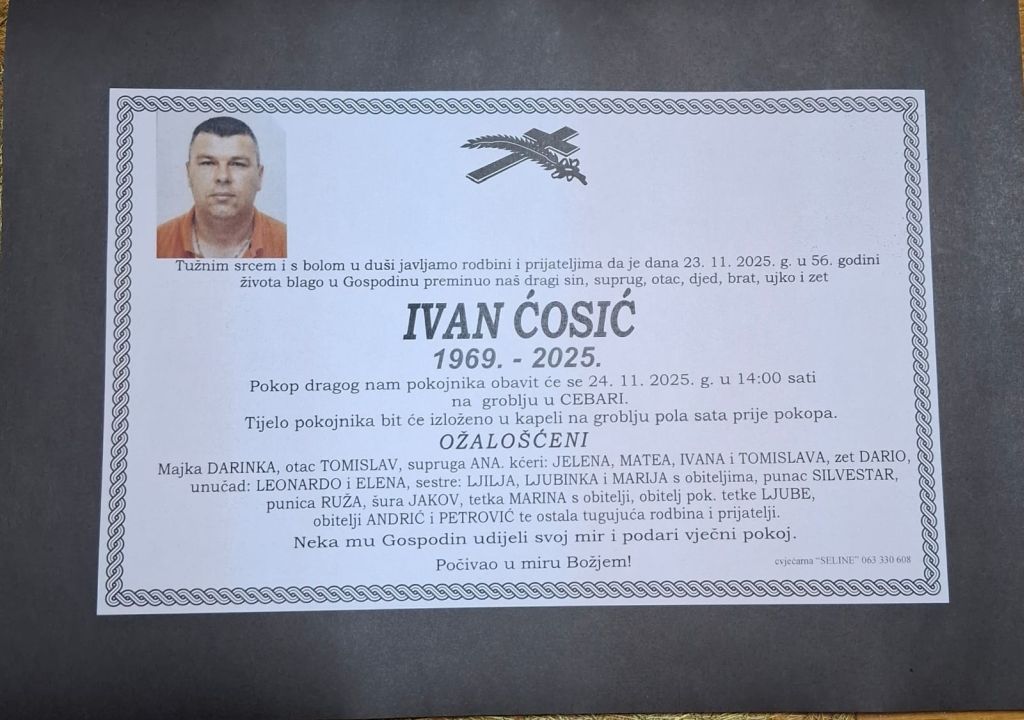 Tužnim srcem i s bolom u duši javljamo rodbini i prijateljima da je dana 23. 11. 2025. g. u 56. godini
života blago u Gospodinu preminuo naš dragi sin, suprug, otac, djed, brat, ujko i zet
IVAN ĆOSIĆ
1969. - 2025.
Pokop dragog nam pokojnika obavit će se 24. 11. 2025. g. u 14:00 sati
na groblju u CEBARI.
Tijelo pokojnika bit će izloženo u kapeli na groblju pola sata prije pokopa.
OŽALOŠĆENI
Majka DARINKA, otac TOMISLAV, supruga ANA. kćeri: JELENA, MATEA, IVANA i TOMISLAVA, zet DARIO,
unučad: LEONARDO i ELENA, sestre: LJILJA, LJUBINKA i MARIJA s obiteljima, punac SILVESTAR,
punica RUŽA, šura JAKOV, tetka MARINA s obitelji, obitelj pok. tetke LJUBE,
obitelji ANDRIĆ i PETROVIĆ te ostala tugujuća rodbina i prijatelji.
Neka mu Gospodin udijeli svoj mir i podari vječni pokoj.
Počivao u miru Božjem!
cvjećarna "SELINE" 063 330 608